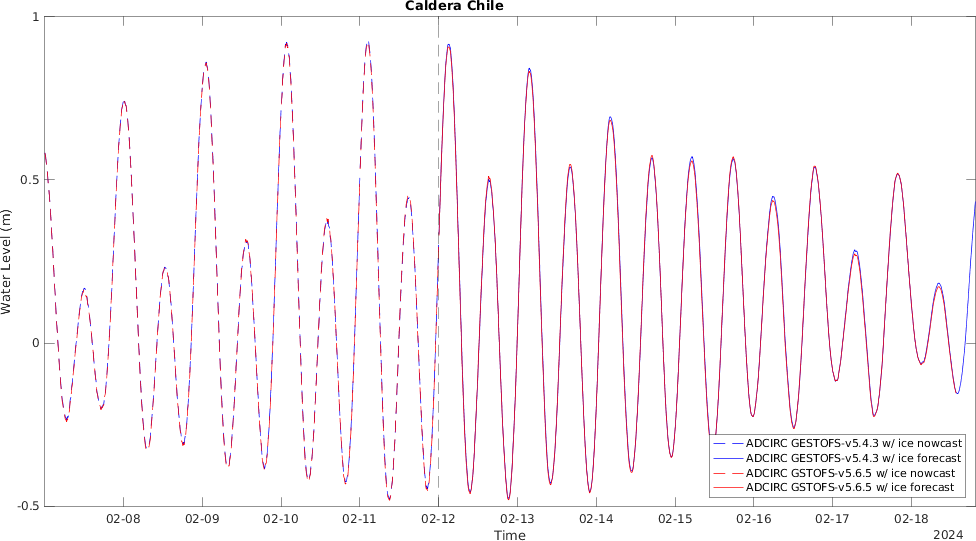 Caldera Chile
1
0.5
0
-0.5
Water Level (m)
02-08 02-09 02-10 02-11 02-12 02-13 02-14 02-15 02-16 02-17 02-18
Time
2024
ADCIRC GESTOFS-v5.4.3 w/ ice nowcast
ADCIRC GESTOFS-v5.4.3 w/ ice forecast
ADCIRC GSTOFS-v5.6.5 w/ ice nowcast
ADCIRC GSTOFS-v5.6.5 w/ ice forecast